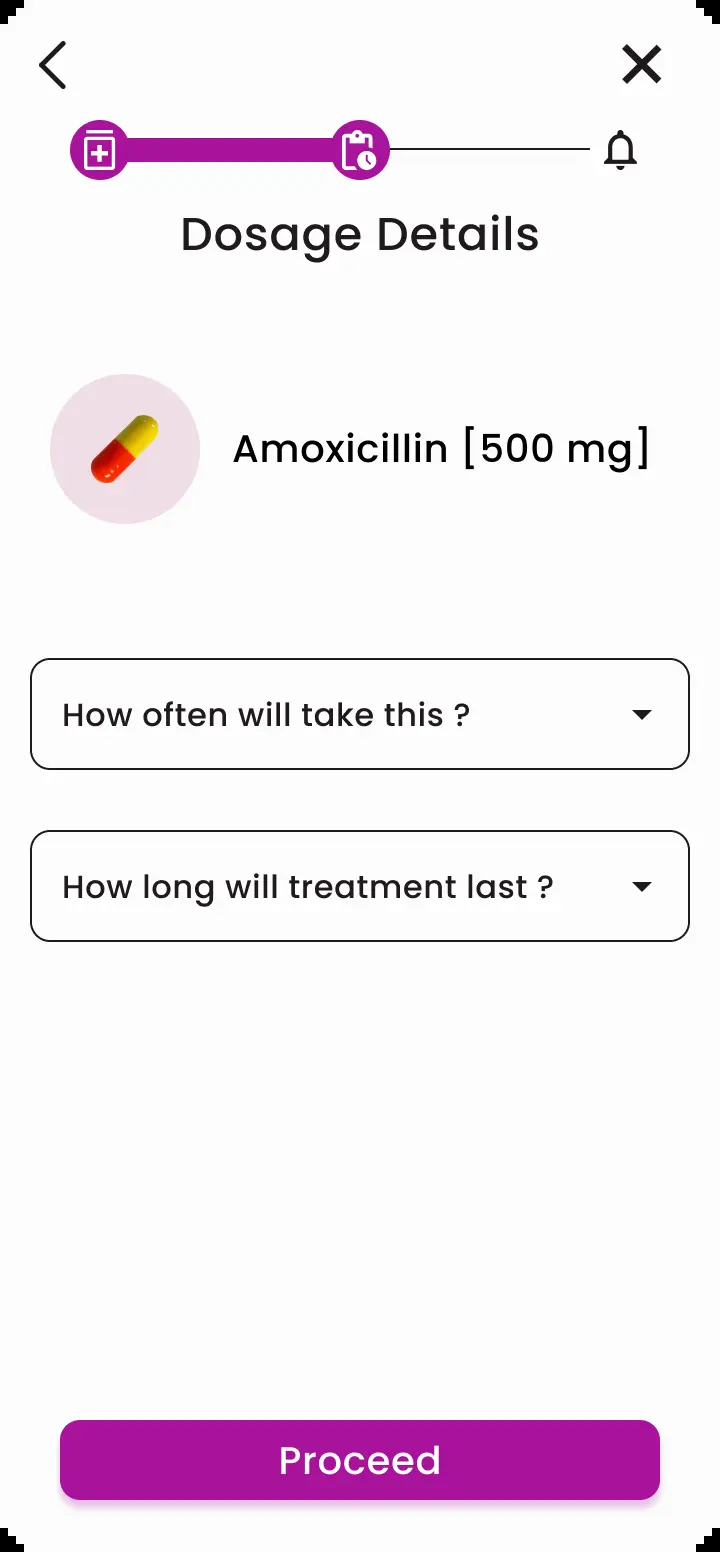 Dosage Details
Amoxicillin [500 mg]
How often will take this ?
How long will treatment last ?
Proceed